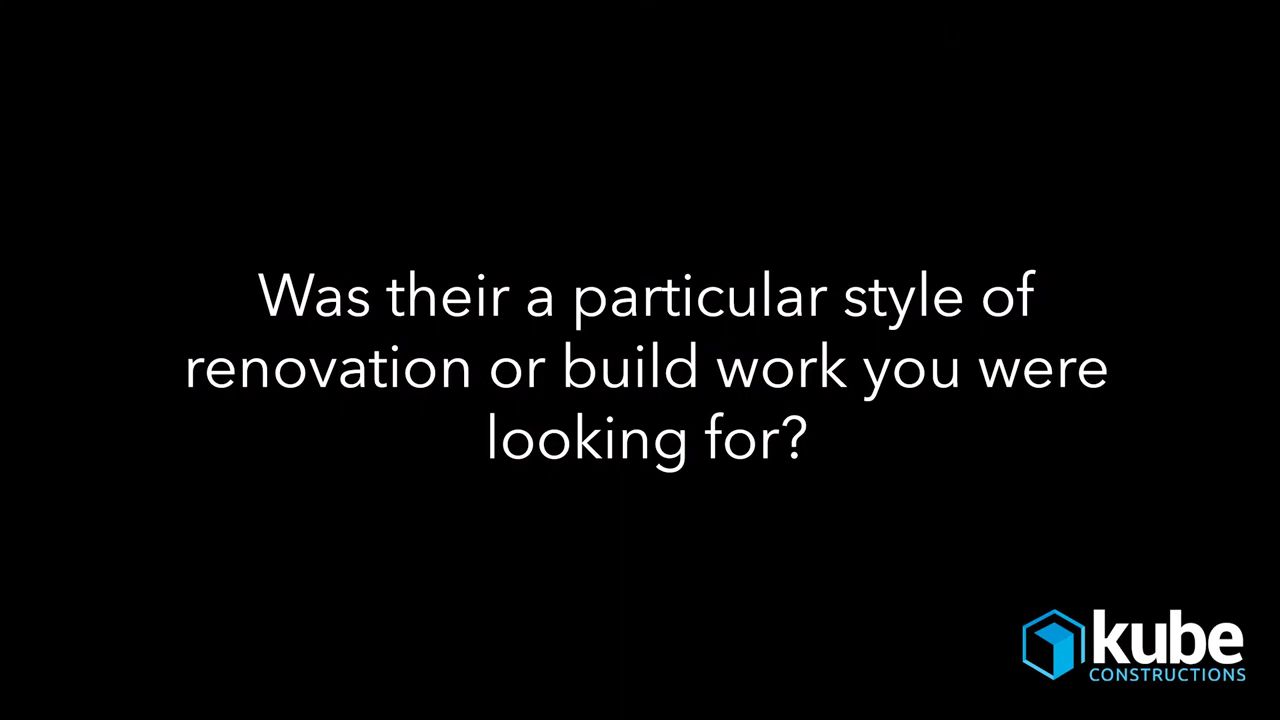 Was their a particular style of
renovation or build work you were
looking for?
kube
CONSTRUCTIONS